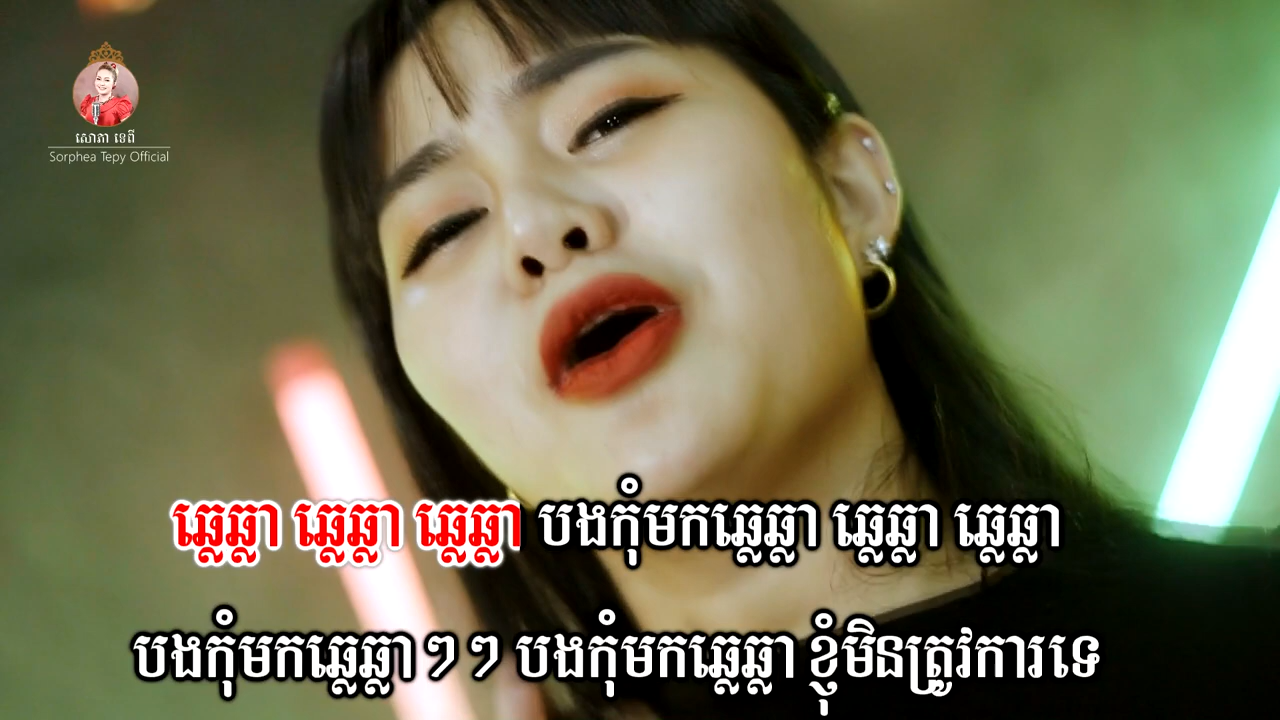 សោភា ទេពី
Sorphea Tepy Official
ឆ្លេឆ្លា ឆ្លេឆ្លា ឆ្លេឆ្លា បងកុំមកឆ្លេឆ្លា ឆ្លេឆ្លា ឆ្លេឆ្លា
បងកុំមកឆ្លេឆ្លាៗៗ បងកុំមកឆ្លេឆ្លា ខ្ញុំមិនត្រូវការទេ